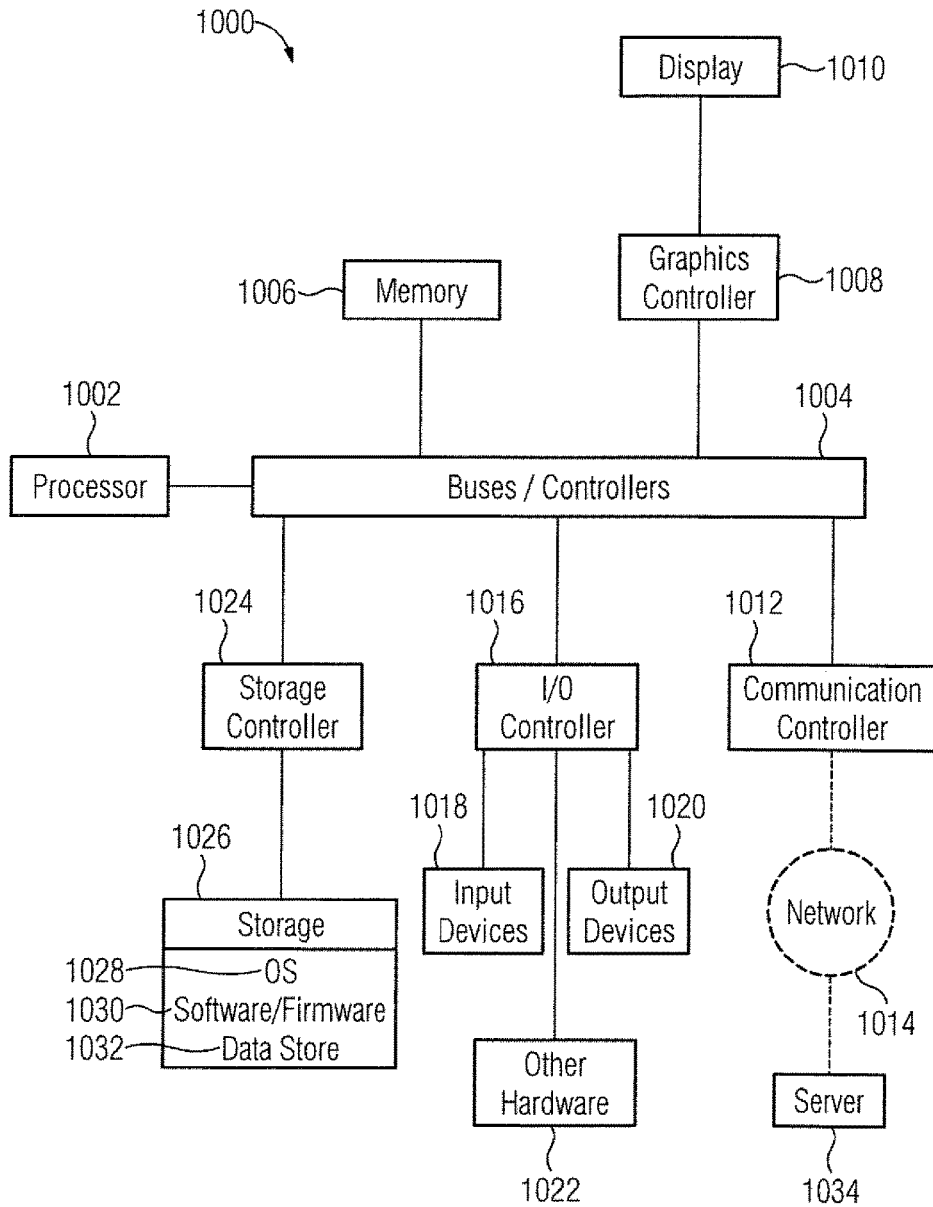 1000
Display
1010
Graphics
Controller
1008
1006
Memory
1002
1004
Processor
Buses / Controllers
1024
1016
1012
Storage
Controller
I/O
Controller
Communication
Controller
1018
1020
1026
Input
Devices
Output
Devices
Network
1014
Storage
1028
OS
1030
Software/Firmware
1032
Data Store
Other
Hardware
1022
Server
1034